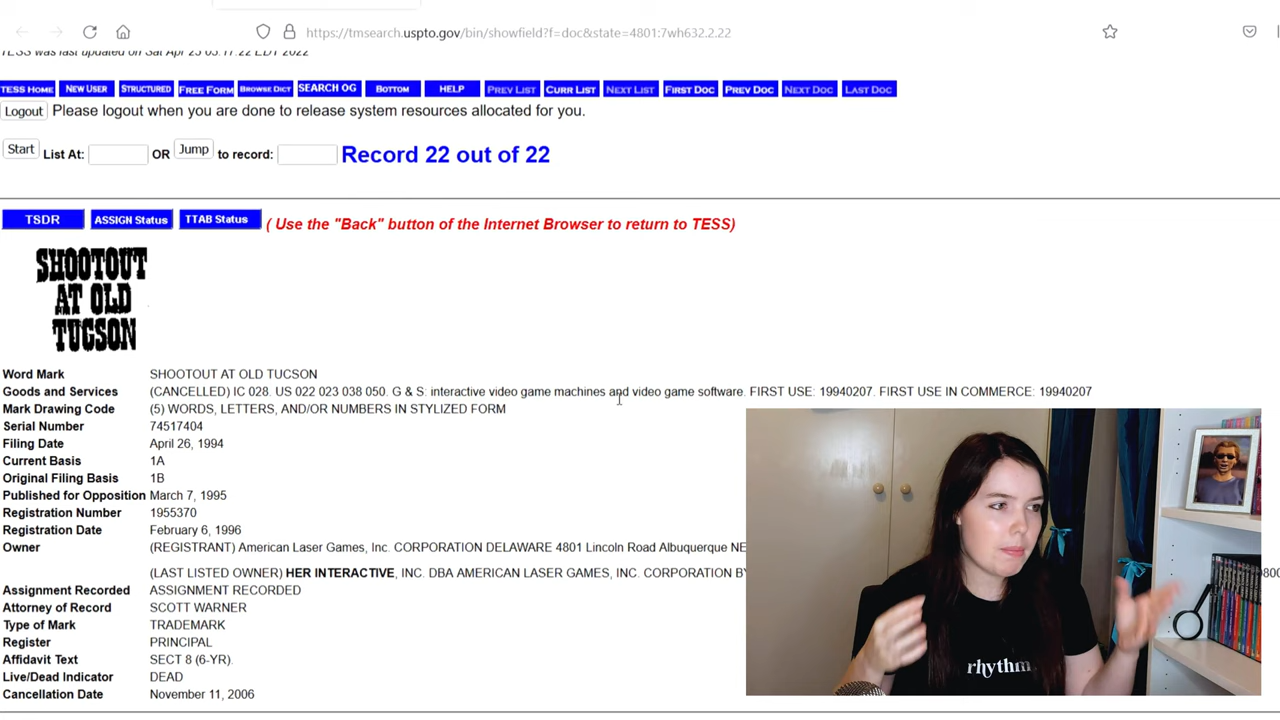 https://tmsearch.uspto.gov/bin/showfield?f=doc&state=4801:7wh632.2.22
TESS was last updated on Sat Apr 23 03:17:22 EDT 2022
TESS HOME NEW USER STRUCTURED FREE FORM BROWSE DICT SEARCH OG BOTTOM HELP PREV LIST CURR LIST NEXT LIST FIRST DOC PREV DOC NEXT DOC LAST DOC
Logout Please logout when you are done to release system resources allocated for you.
Start List At: OR Jump to record: Record 22 out of 22
TSDR ASSIGN Status TTAB Status ( Use the "Back" button of the Internet Browser to return to TESS)
SHOOTOUT
AT OLD
TUCSON
Word Mark SHOOTOUT AT OLD TUCSON
Goods and Services (CANCELLED) IC 028. US 022 023 038 050. G & S: interactive video game machines and video game software. FIRST USE: 19940207. FIRST USE IN COMMERCE: 19940207
Mark Drawing Code (5) WORDS, LETTERS, AND/OR NUMBERS IN STYLIZED FORM
Serial Number 74517404
Filing Date April 26, 1994
Current Basis 1A
Original Filing Basis 1B
Published for Opposition March 7, 1995
Registration Number 1955370
Registration Date February 6, 1996
Owner (REGISTRANT) American Laser Games, Inc. CORPORATION DELAWARE 4801 Lincoln Road Albuquerque NE
(LAST LISTED OWNER) HER INTERACTIVE, INC. DBA AMERICAN LASER GAMES, INC. CORPORATION BY
Assignment Recorded ASSIGNMENT RECORDED
Attorney of Record SCOTT WARNER
Type of Mark TRADEMARK
Register PRINCIPAL
Affidavit Text SECT 8 (6-YR).
Live/Dead Indicator DEAD
Cancellation Date November 11, 2006
rhythm